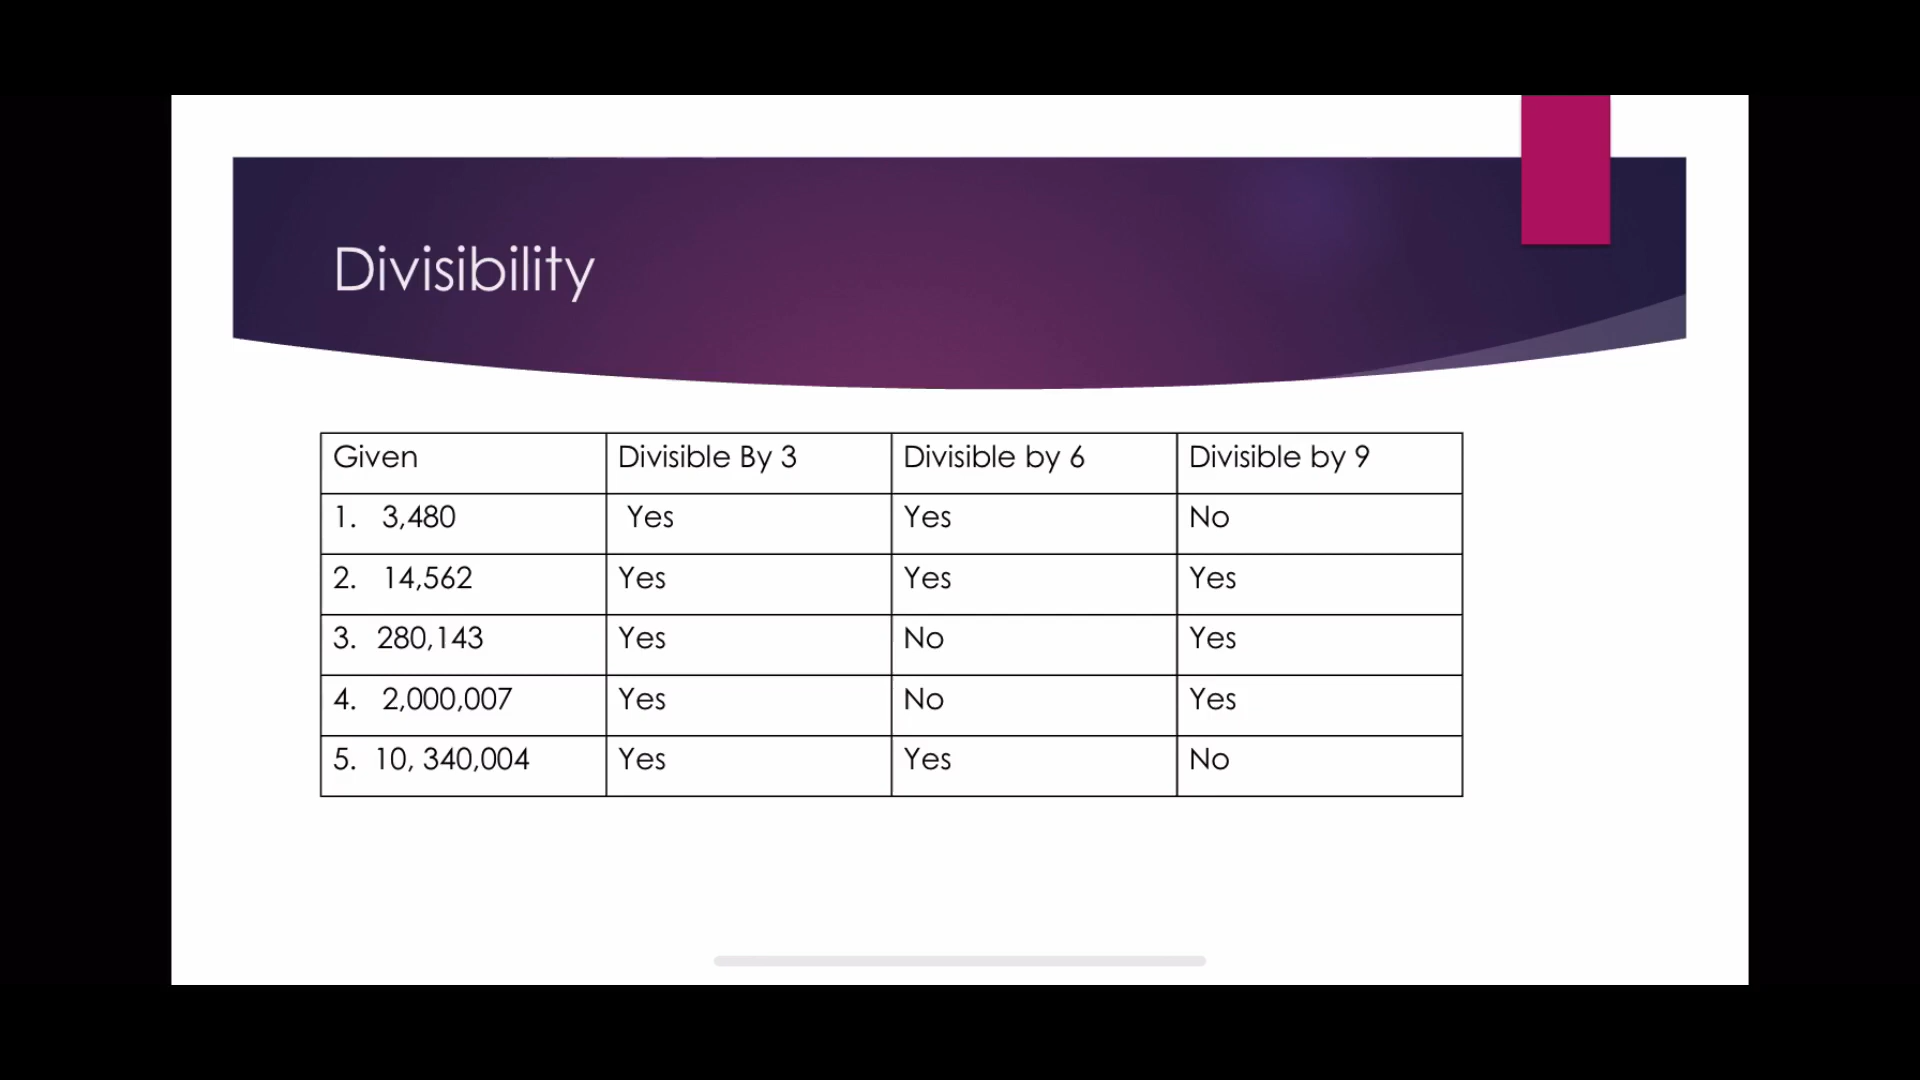 Divisibility
Given Divisible By 3 Divisible by 6 Divisible by 9
1. 3,480 Yes Yes No
2. 14,562 Yes Yes Yes
3. 280,143 Yes No Yes
4. 2,000,007 Yes No Yes
5. 10, 340,004 Yes Yes No